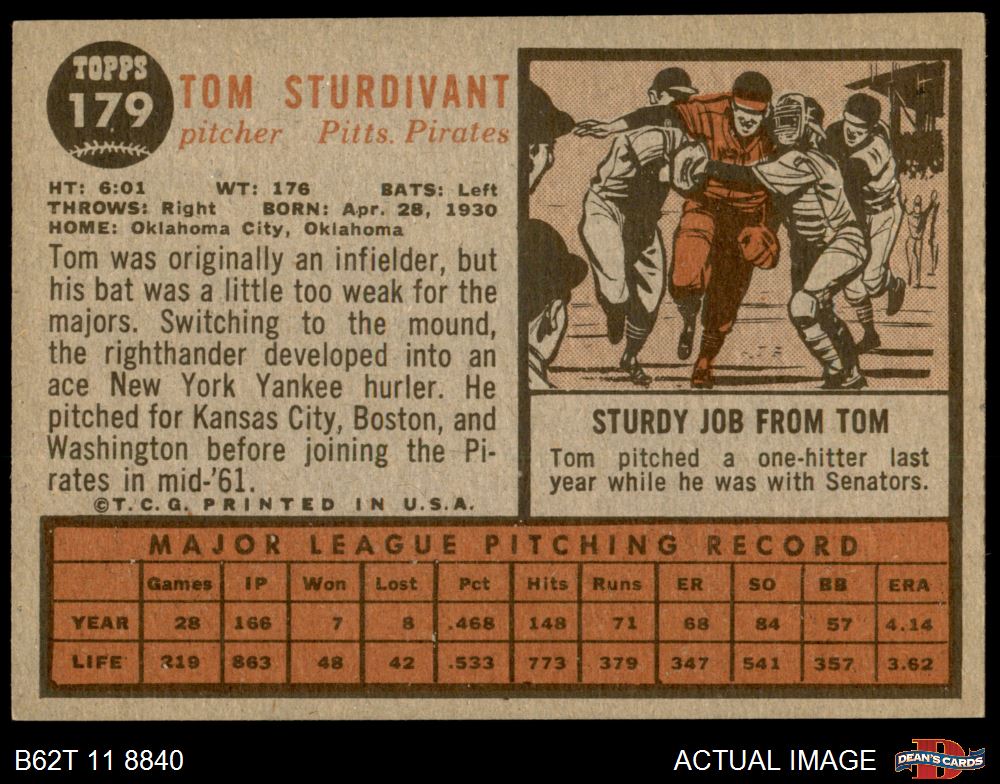 TOPPS
179
TOM STURDIVANT
pitcher Pitts. Pirates
HT: 6:01 WT: 176 BATS: Left
THROWS: Right BORN: Apr. 28, 1930
HOME: Oklahoma City, Oklahoma
Tom was originally an infielder, but
his bat was a little too weak for the
majors. Switching to the mound,
the righthander developed into an
ace New York Yankee hurler. He
pitched for Kansas City, Boston, and
Washington before joining the Pi-
rates in mid-'61.
©T.C.G. PRINTED IN U.S.A.
STURDY JOB FROM TOM
Tom pitched a one-hitter last
year while he was with Senators.
MAJOR LEAGUE PITCHING RECORD
Games IP Won Lost Pct Hits Runs ER SO BB ERA
YEAR 28 166 7 8 .468 148 71 68 84 57 4.14
LIFE 219 863 48 42 .533 773 379 347 541 357 3.62
B62T 11 8840
ACTUAL IMAGE
DEAN'S CARDS